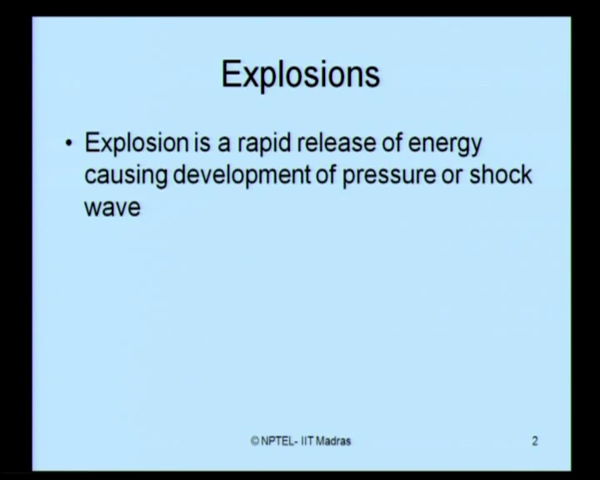 Explosions
• Explosion is a rapid release of energy
causing development of pressure or shock
wave
© NPTEL- IIT Madras
2